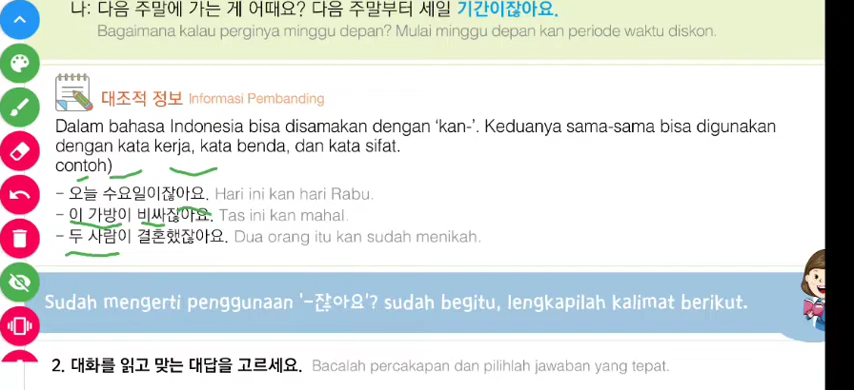 나: 다음 주말에 가는 게 어때요? 다음 주말부터 세일 기간이잖아요.
Bagaimana kalau perginya minggu depan? Mulai minggu depan kan periode waktu diskon.
대조적 정보 Informasi Pembanding
Dalam bahasa Indonesia bisa disamakan dengan ‘kan-’. Keduanya sama-sama bisa digunakan
dengan kata kerja, kata benda, dan kata sifat.
contoh)
- 오늘 수요일이잖아요. Hari ini kan hari Rabu.
- 이 가방이 비싸잖아요. Tas ini kan mahal.
- 두 사람이 결혼했잖아요. Dua orang itu kan sudah menikah.
Sudah mengerti penggunaan '-잖아요'? sudah begitu, lengkapilah kalimat berikut.
2. 대화를 읽고 맞는 대답을 고르세요. Bacalah percakapan dan pilihlah jawaban yang tepat.